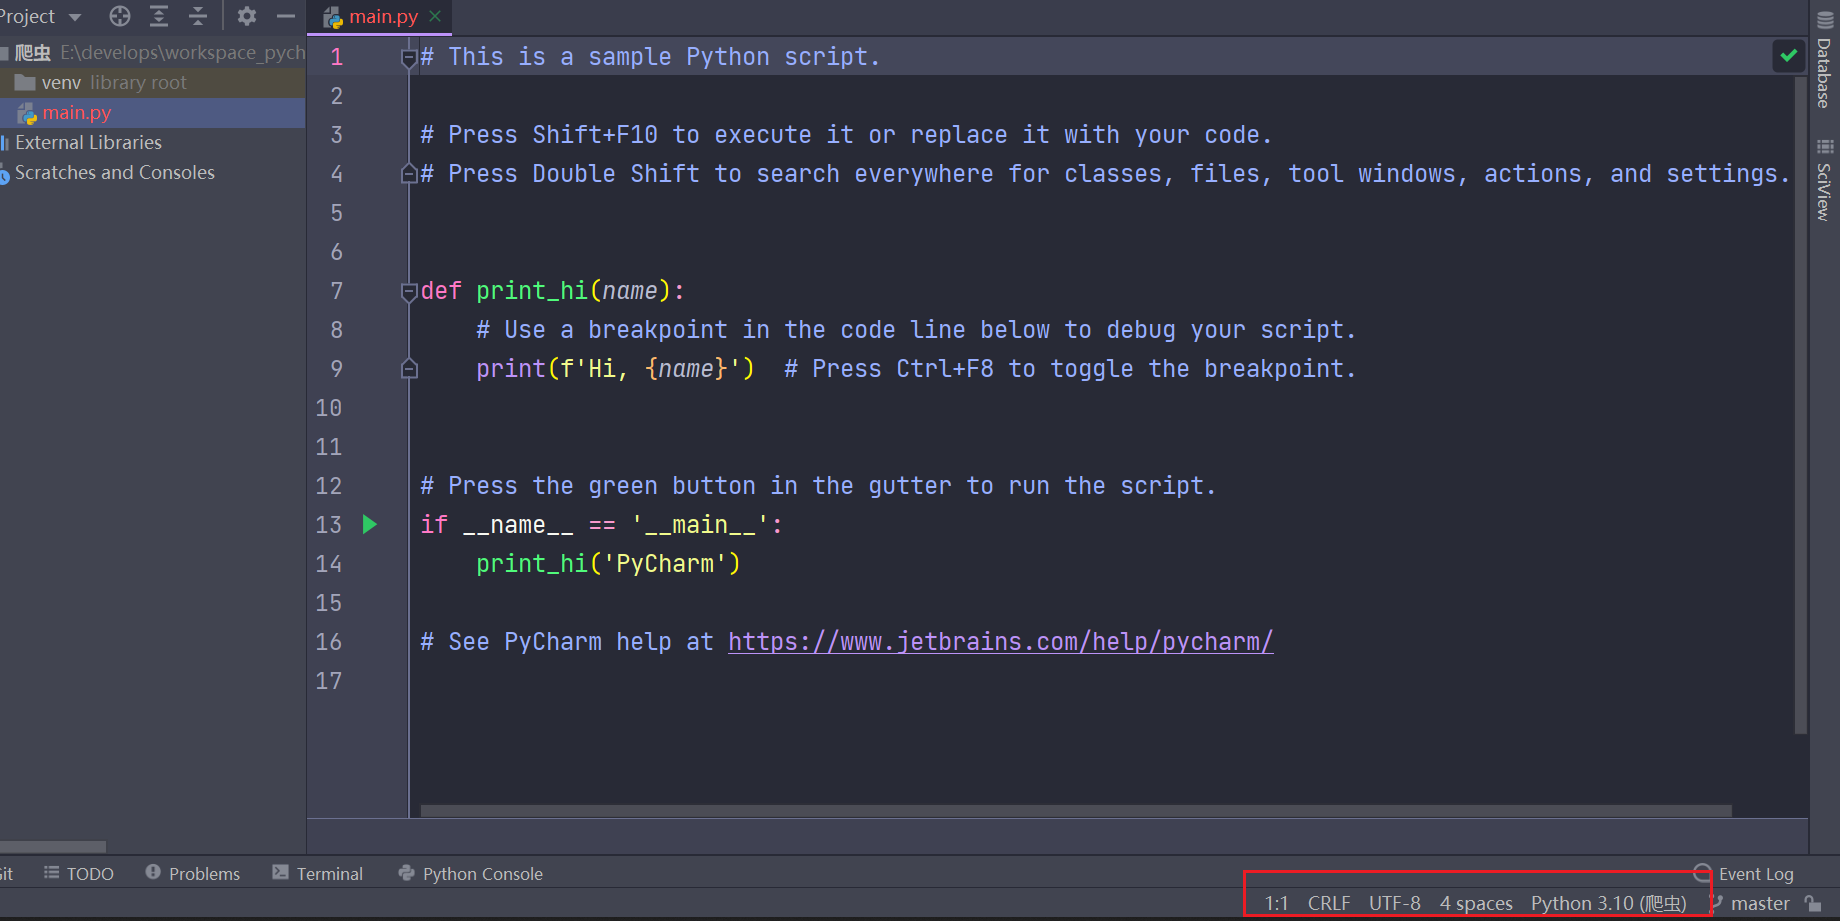 Project
main.py
爬虫 E:\develops\workspace_pych
venv library root
main.py
External Libraries
Scratches and Consoles
1 # This is a sample Python script.
2
3 # Press Shift+F10 to execute it or replace it with your code.
4 # Press Double Shift to search everywhere for classes, files, tool windows, actions, and settings.
5
6
7 def print_hi(name):
8     # Use a breakpoint in the code line below to debug your script.
9     print(f'Hi, {name}')  # Press Ctrl+F8 to toggle the breakpoint.
10
11
12 # Press the green button in the gutter to run the script.
13 if __name__ == '__main__':
14     print_hi('PyCharm')
15
16 # See PyCharm help at https://www.jetbrains.com/help/pycharm/
17
Database
SciView
Git TODO Problems Terminal Python Console Event Log
1:1 CRLF UTF-8 4 spaces Python 3.10 (爬虫) master